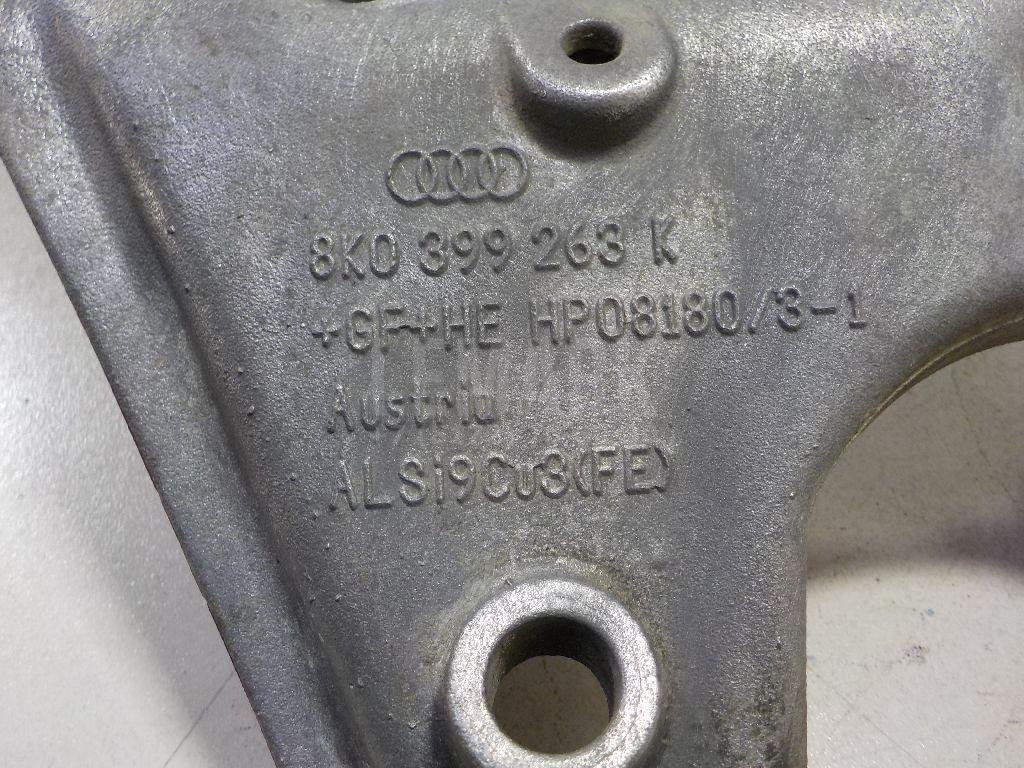 8K0 399 263 K
+GF+HE HP08180/3-1
Austria
ALSi9Cu3(FE)